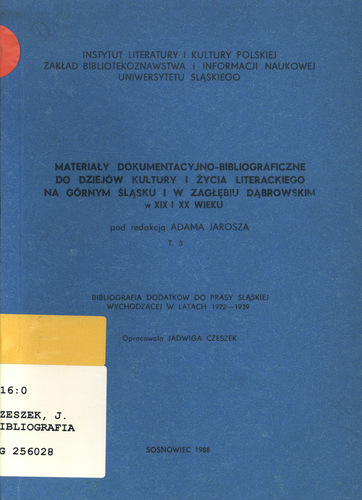 INSTYTUT LITERATURY I KULTURY POLSKIEJ
ZAKŁAD BIBLIOTEKOZNAWSTWA I INFORMACJI NAUKOWEJ
UNIWERSYTETU ŚLĄSKIEGO
MATERIAŁY DOKUMENTACYJNO-BIBLIOGRAFICZNE
DO DZIEJÓW KULTURY I ŻYCIA LITERACKIEGO
NA GÓRNYM ŚLĄSKU I W ZAGŁĘBIU DĄBROWSKIM
w XIX I XX WIEKU
pod redakcją ADAMA JAROSZA
T. 5
BIBLIOGRAFIA DODATKÓW DO PRASY ŚLĄSKIEJ
WYCHODZĄCEJ W LATACH 1922—1939
Opracowała JADWIGA CZESZEK
16:0
ZESZEK, J.
IBLIOGRAFIA
G 256028
SOSNOWIEC 1988